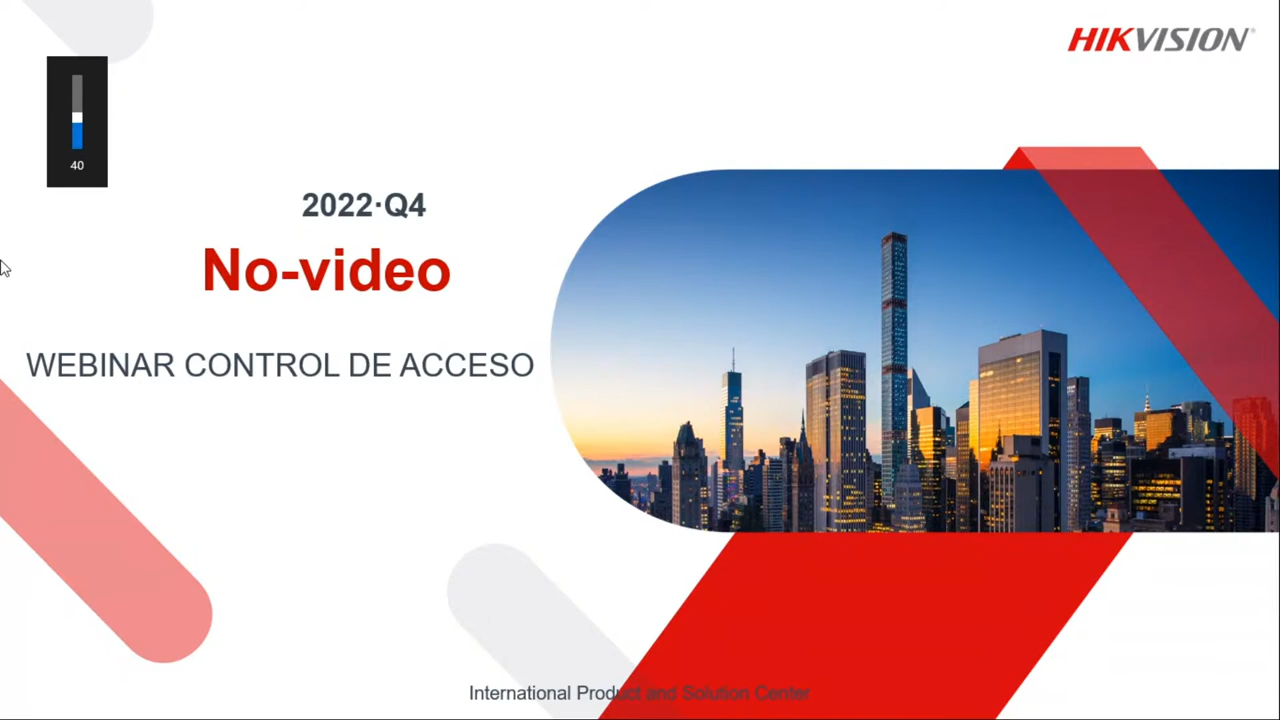 HIKVISION
40
2022·Q4
No-video
WEBINAR CONTROL DE ACCESO
International Product and Solution Center